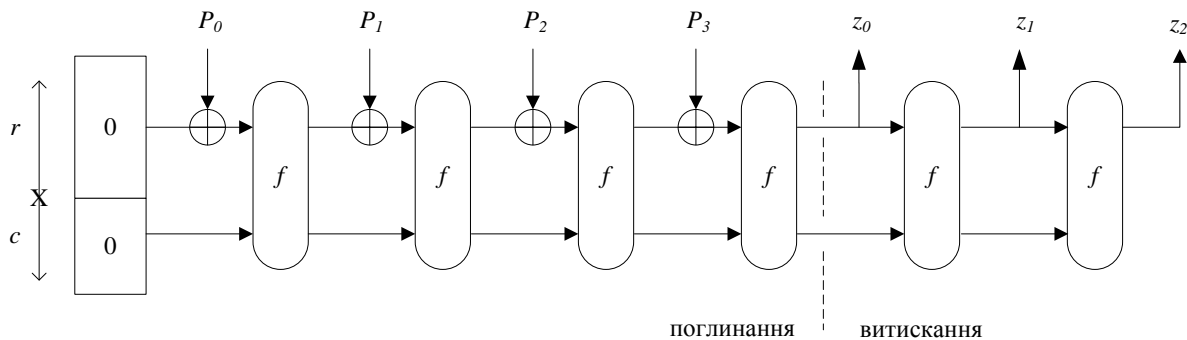 P0 P1 P2 P3 z0 z1 z2
r 0
f f f f f f
X
c 0
поглинання витискання